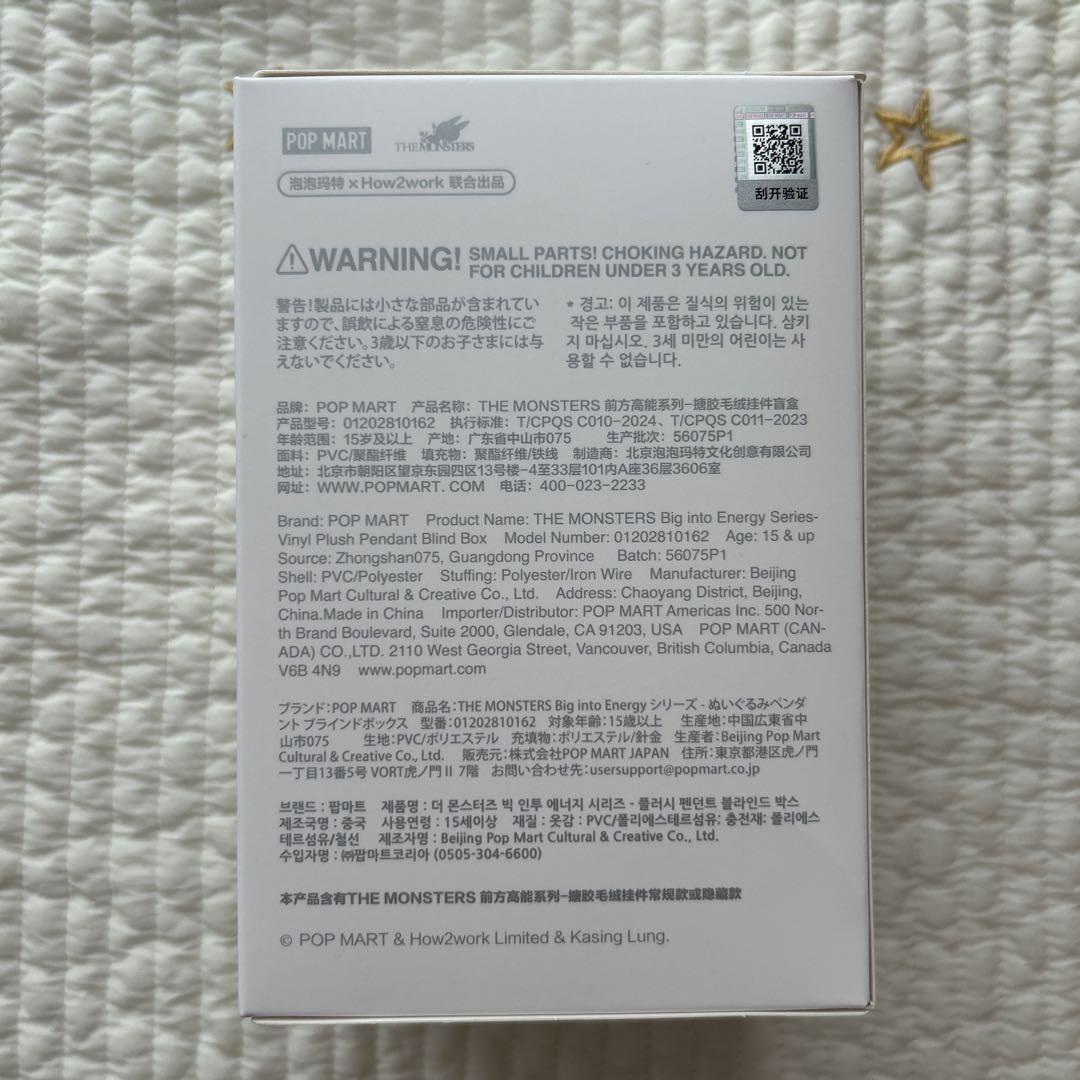 POP MART
THE MONSTERS
泡泡玛特×How2work 联合出品
刮开验证
WARNING! SMALL PARTS! CHOKING HAZARD. NOT
FOR CHILDREN UNDER 3 YEARS OLD.
警告!製品には小さな部品が含まれてい
ますので、誤飲による窒息の危険性にご
注意ください。3歳以下のお子さまには与
えないでください。
* 경고: 이 제품은 질식의 위험이 있는
작은 부품을 포함하고 있습니다. 삼키
지 마십시오. 3세 미만의 어린이는 사
용할 수 없습니다.
品牌: POP MART 产品名称: THE MONSTERS 前方高能系列-搪胶毛绒挂件盲盒
产品型号: 01202810162 执行标准: T/CPQS C010-2024、T/CPQS C011-2023
年龄范围: 15岁及以上 产地: 广东省中山市075 生产批次: 56075P1
面料: PVC/聚酯纤维 填充物: 聚酯纤维/铁线 制造商: 北京泡泡玛特文化创意有限公司
地址: 北京市朝阳区望京东园四区13号楼-4至33层101内A座36层3606室
网址: WWW.POPMART. COM 电话: 400-023-2233
Brand: POP MART Product Name: THE MONSTERS Big into Energy Series-
Vinyl Plush Pendant Blind Box Model Number: 01202810162 Age: 15 & up
Source: Zhongshan075, Guangdong Province Batch: 56075P1
Shell: PVC/Polyester Stuffing: Polyester/Iron Wire Manufacturer: Beijing
Pop Mart Cultural & Creative Co., Ltd. Address: Chaoyang District, Beijing,
China.Made in China Importer/Distributor: POP MART Americas Inc. 500 Nor-
th Brand Boulevard, Suite 2000, Glendale, CA 91203, USA POP MART (CAN-
ADA) CO.,LTD. 2110 West Georgia Street, Vancouver, British Columbia, Canada
V6B 4N9 www.popmart.com
ブランド:POP MART 商品名:THE MONSTERS Big into Energy シリーズ - ぬいぐるみペンダ
ント ブラインドボックス 型番:01202810162 対象年齢:15歳以上 生産地:中国広東省中
山市075 生地:PVC/ポリエステル 充填物:ポリエステル/針金 生産者:Beijing Pop Mart
Cultural & Creative Co., Ltd. 販売元:株式会社POP MART JAPAN 住所:東京都港区虎ノ門
一丁目13番5号 VORT虎ノ門Ⅱ 7階 お問い合わせ先:usersupport@popmart.co.jp
브랜드 : 팝마트 제품명 : 더 몬스터즈 빅 인투 에너지 시리즈 - 플러시 펜던트 블라인드 박스
제조국명 : 중국 사용연령 : 15세이상 재질 : 옷감 : PVC/폴리에스테르섬유; 충전재: 폴리에스
테르섬유/철선 제조자명 : Beijing Pop Mart Cultural & Creative Co., Ltd.
수입자명 : ㈜팝마트코리아 (0505-304-6600)
本产品含有THE MONSTERS 前方高能系列-搪胶毛绒挂件常规款或隐藏款
© POP MART & How2work Limited & Kasing Lung.